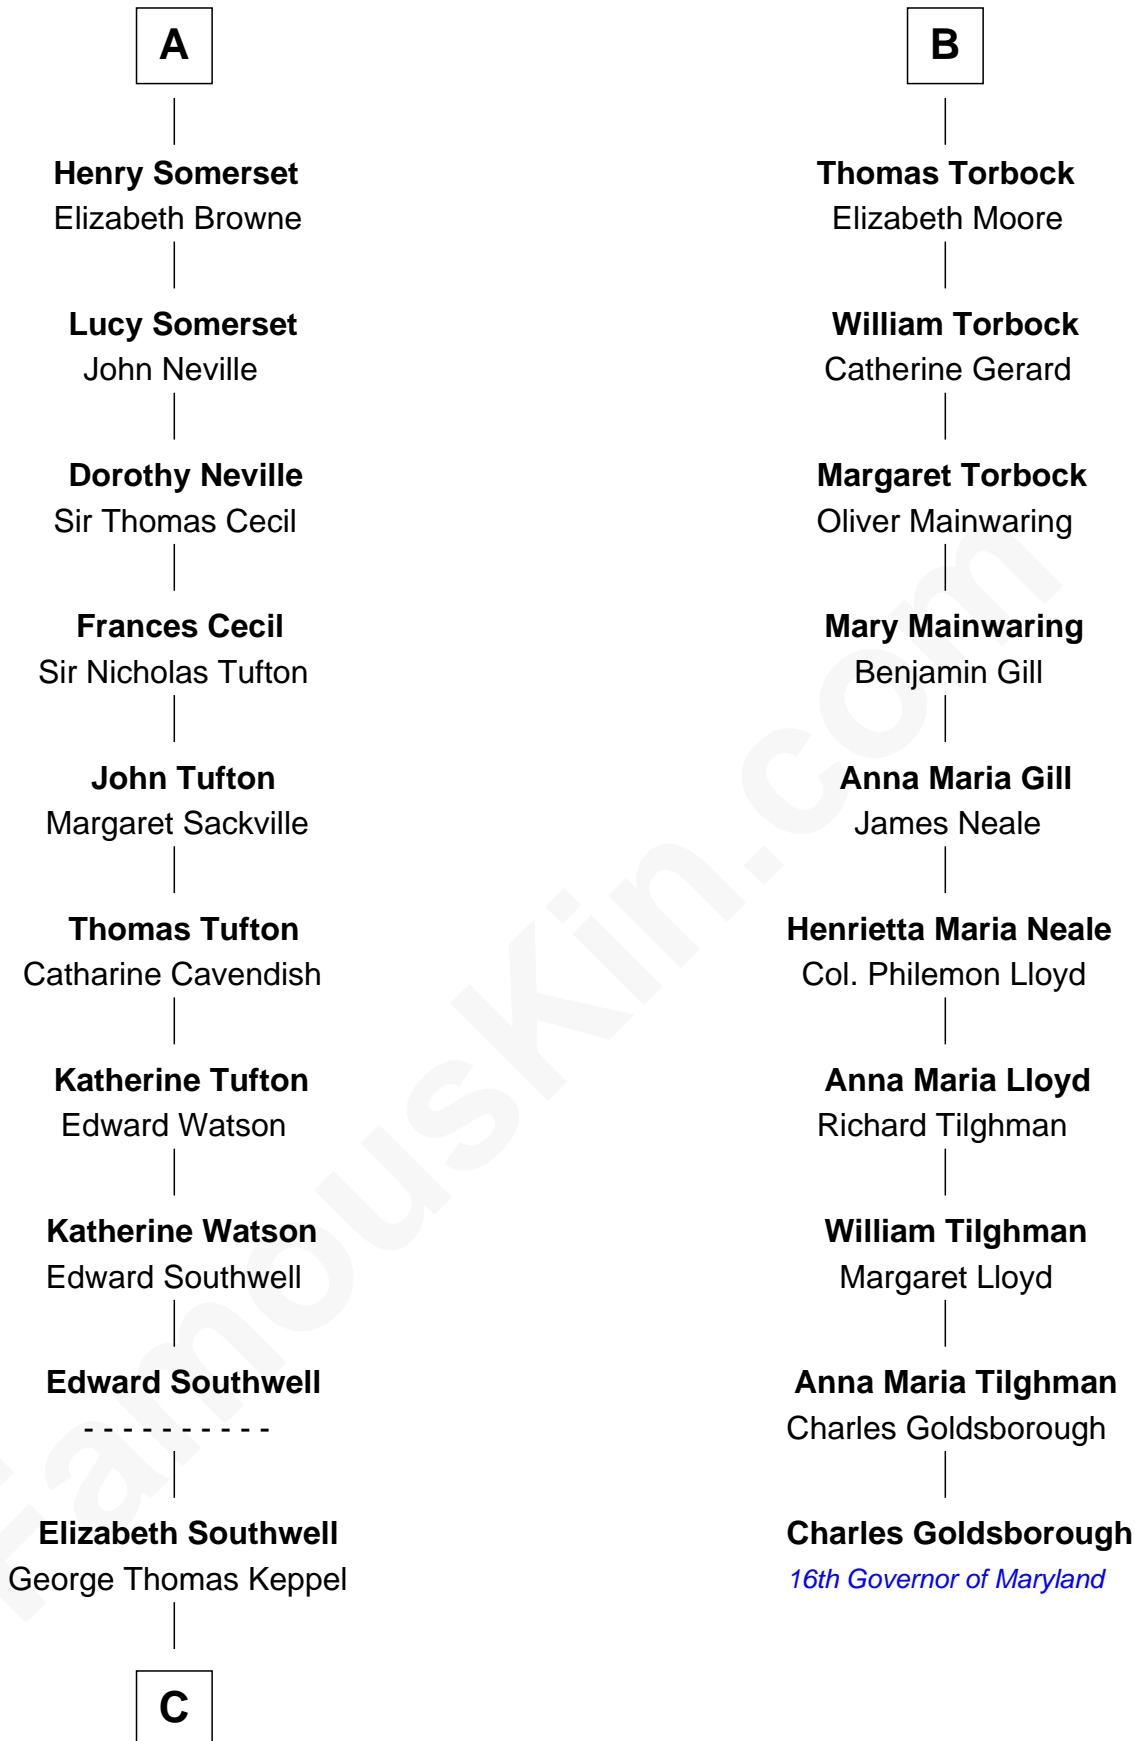 A
Henry Somerset
Elizabeth Browne
Lucy Somerset
John Neville
Dorothy Neville
Sir Thomas Cecil
Frances Cecil
Sir Nicholas Tufton
John Tufton
Margaret Sackville
Thomas Tufton
Catharine Cavendish
Katherine Tufton
Edward Watson
Katherine Watson
Edward Southwell
Edward Southwell
- - - - - - - - - -
Elizabeth Southwell
George Thomas Keppel
C
B
Thomas Torbock
Elizabeth Moore
William Torbock
Catherine Gerard
Margaret Torbock
Oliver Mainwaring
Mary Mainwaring
Benjamin Gill
Anna Maria Gill
James Neale
Henrietta Maria Neale
Col. Philemon Lloyd
Anna Maria Lloyd
Richard Tilghman
William Tilghman
Margaret Lloyd
Anna Maria Tilghman
Charles Goldsborough
Charles Goldsborough
16th Governor of Maryland
FamousKin.com